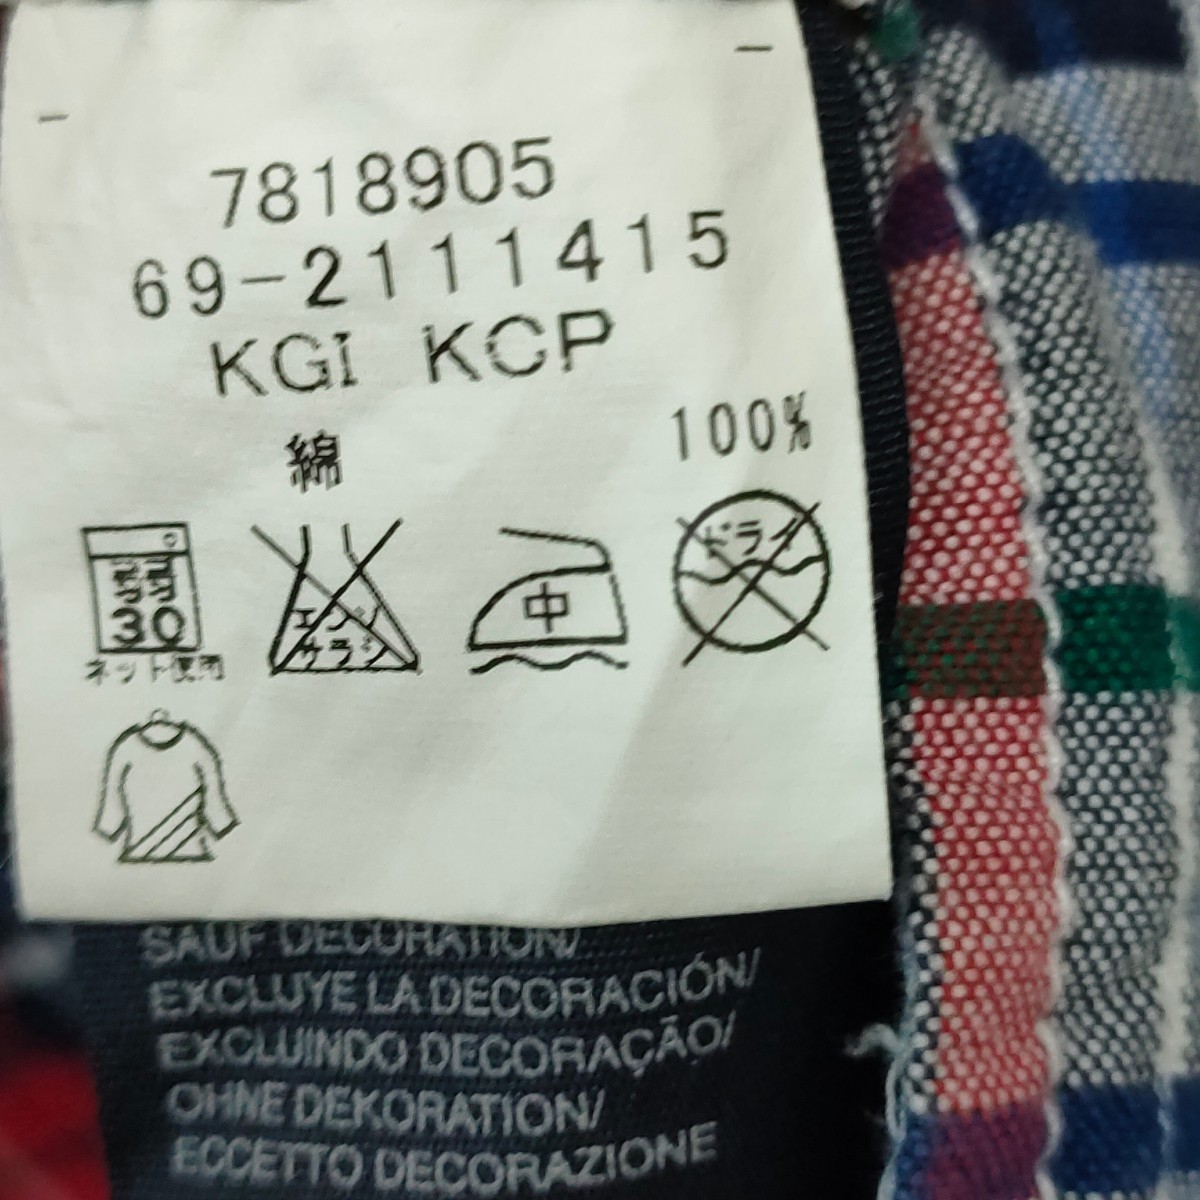 7818905
69-2111415
KGI KCP
綿 100%
30
ネット使用
エンソ
サラシ
中
ドライ
SAUF DECORATION/
EXCLUYE LA DECORACIÓN/
EXCLUINDO DECORAÇÃO/
OHNE DEKORATION/
ECCETTO DECORAZIONE